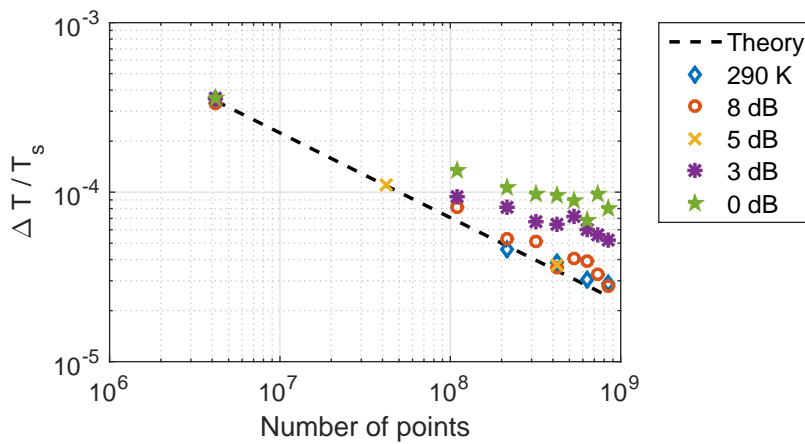 10^-3
10^-4
10^-5
Δ T / T_s
10^6
10^7
10^8
10^9
Number of points
Theory
290 K
8 dB
5 dB
3 dB
0 dB